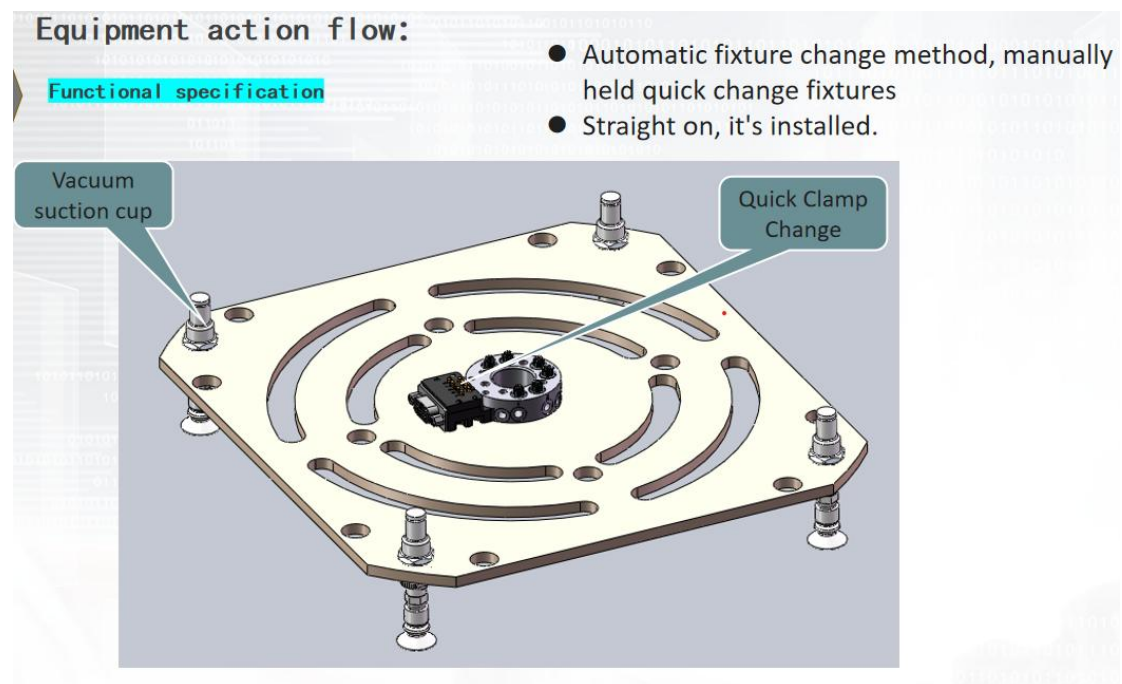 Equipment action flow:
Functional specification
● Automatic fixture change method, manually
held quick change fixtures
● Straight on, it's installed.
Vacuum
suction cup
Quick Clamp
Change